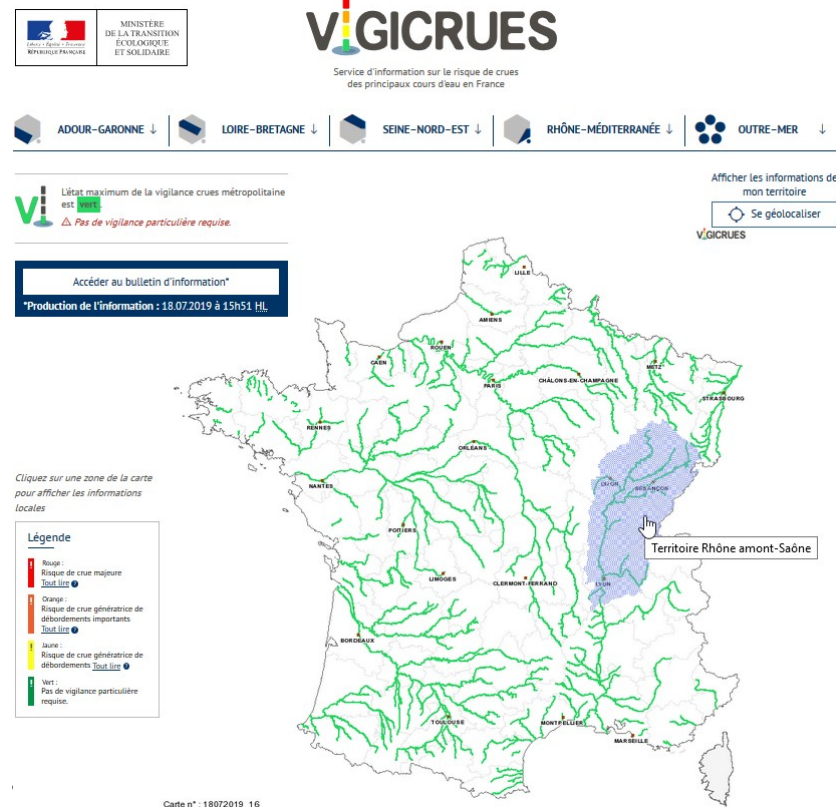 Liberté • Égalité • Fraternité
RÉPUBLIQUE FRANÇAISE
MINISTÈRE
DE LA TRANSITION
ÉCOLOGIQUE
ET SOLIDAIRE
VIGICRUES
Service d'information sur le risque de crues
des principaux cours d'eau en France
ADOUR-GARONNE ↓
LOIRE-BRETAGNE ↓
SEINE-NORD-EST ↓
RHÔNE-MÉDITERRANÉE ↓
OUTRE-MER ↓
L'état maximum de la vigilance crues métropolitaine
est vert.
Pas de vigilance particulière requise.
Accéder au bulletin d'information*
*Production de l'information : 18.07.2019 à 15h51 HL
Afficher les informations de
mon territoire
Se géolocaliser
VIGICRUES
LILLE
AMIENS
ROUEN
CAEN
METZ
PARIS
CHÂLONS-EN-CHAMPAGNE
STRASBOURG
RENNES
ORLÉANS
DIJON
BESANÇON
NANTES
POITIERS
Territoire Rhône amont-Saône
LIMOGES
CLERMONT-FERRAND
LYON
BORDEAUX
TOULOUSE
MONTPELLIER
MARSEILLE
Cliquez sur une zone de la carte
pour afficher les informations
locales
Légende
Rouge :
Risque de crue majeure
Tout lire
Orange :
Risque de crue génératrice de
débordements importants
Tout lire
Jaune :
Risque de crue génératrice de
débordements Tout lire
Vert :
Pas de vigilance particulière
requise.
Carte n° : 18072019_16